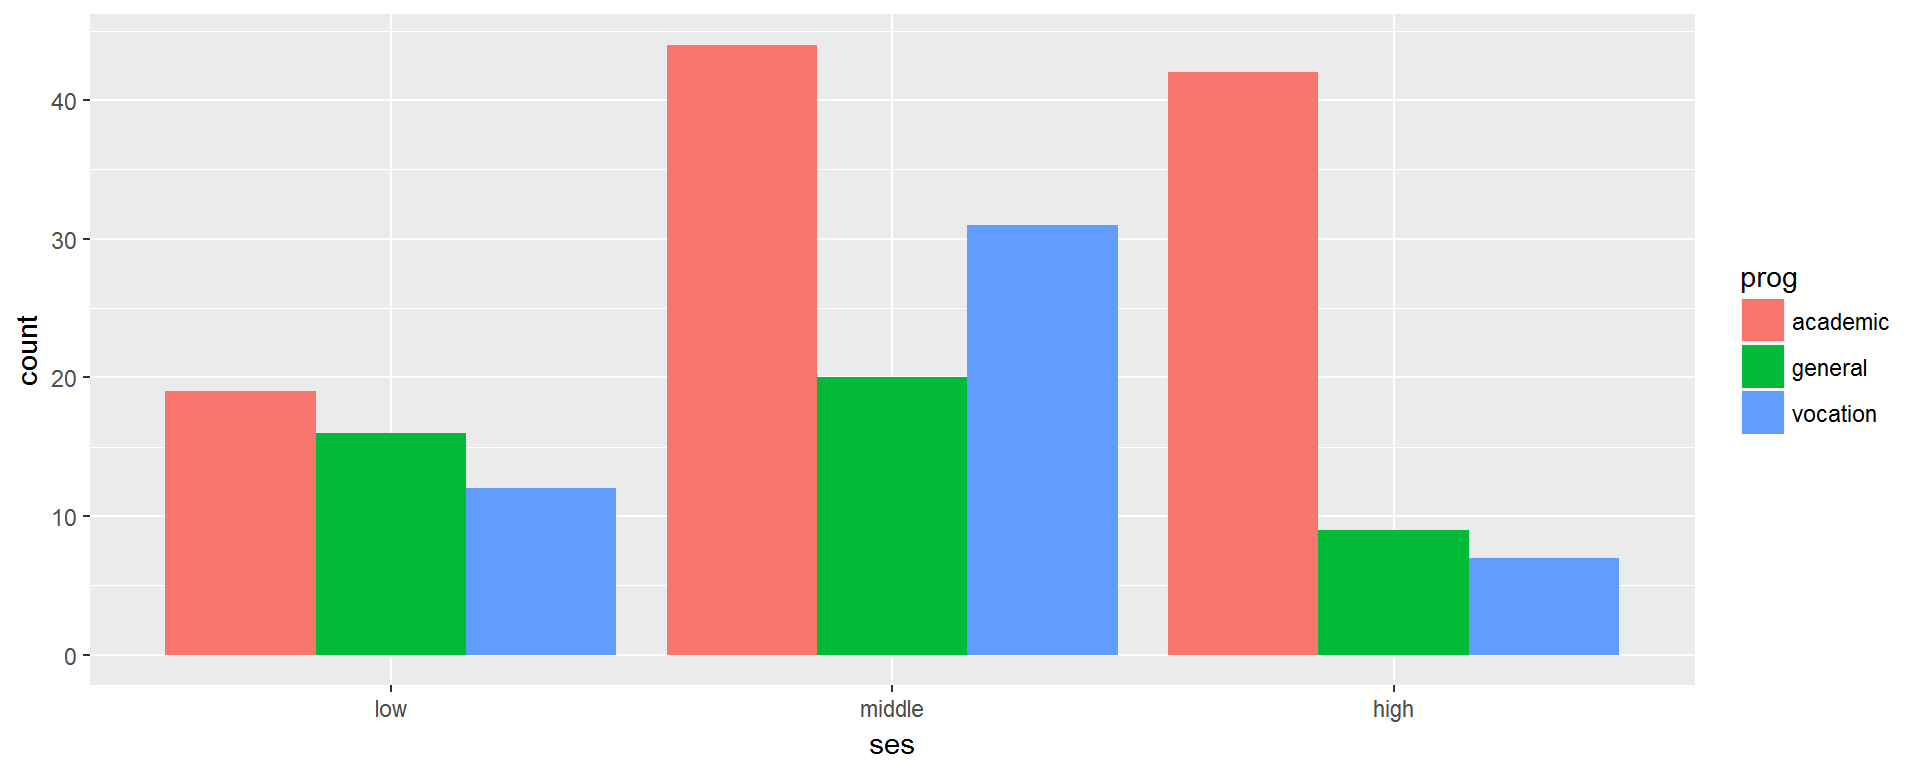 count
40
30
20
10
0
low
middle
high
ses
prog
academic
general
vocation